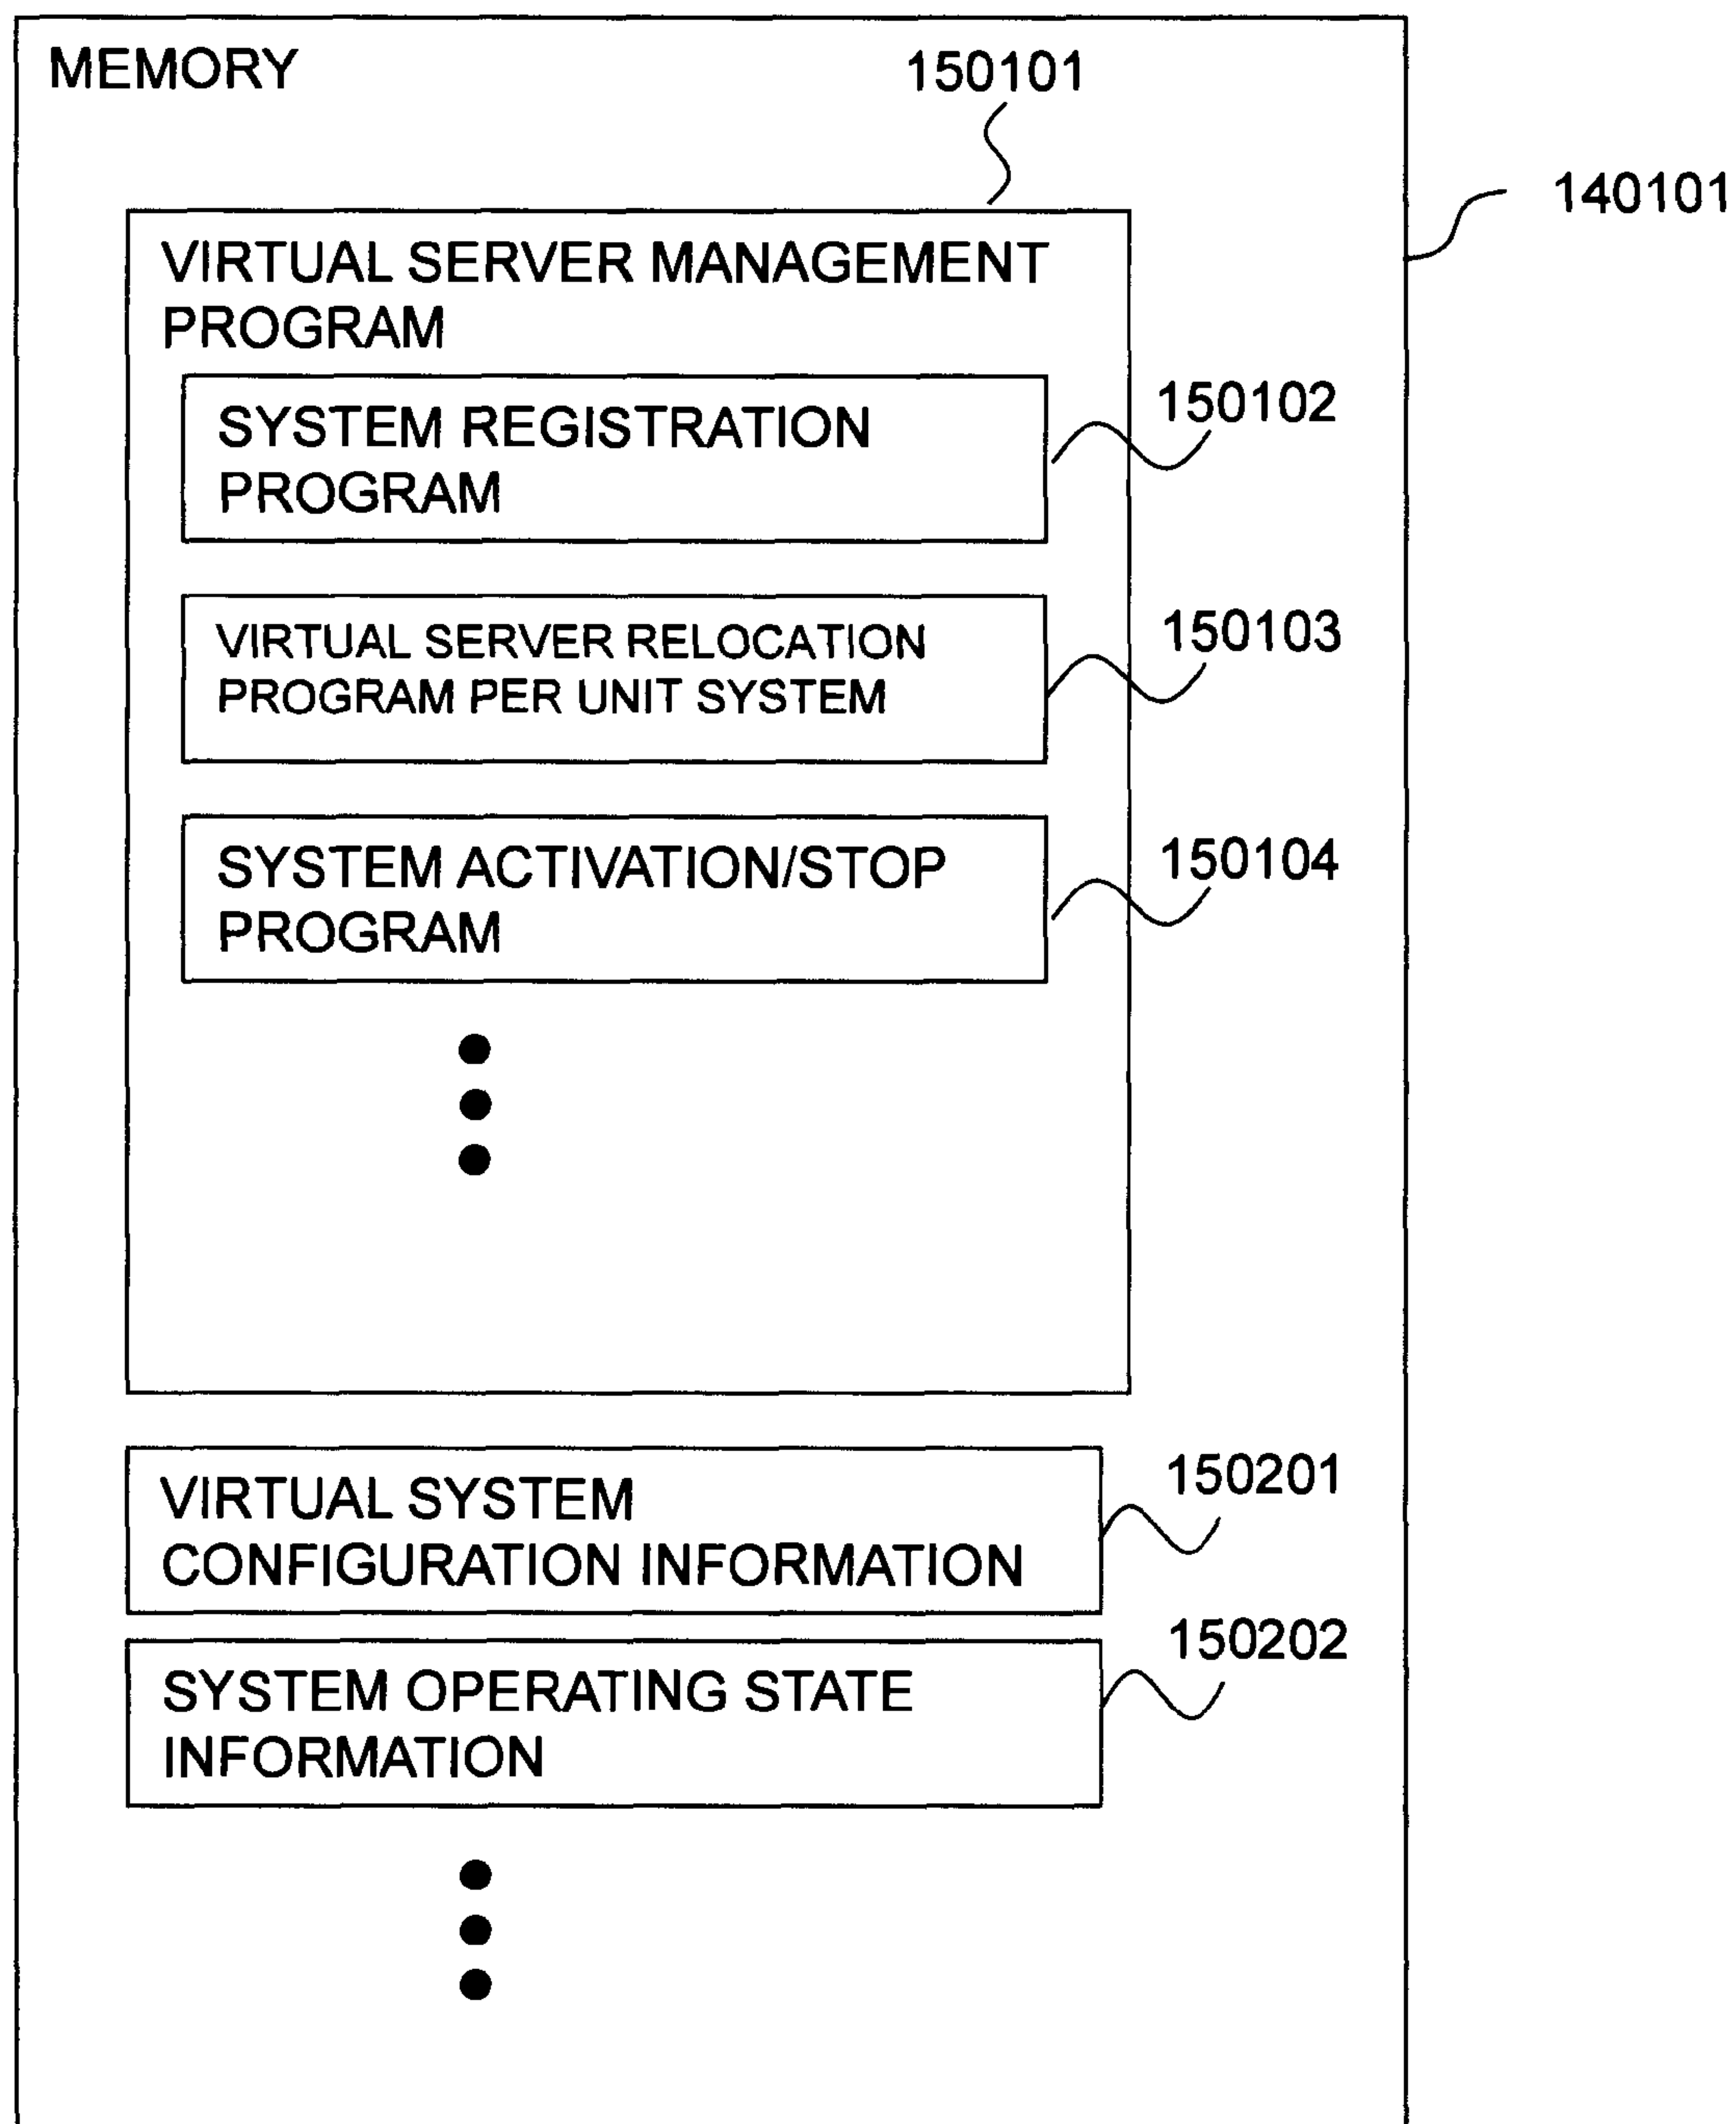 MEMORY
150101
140101
VIRTUAL SERVER MANAGEMENT
PROGRAM
150102
SYSTEM REGISTRATION
PROGRAM
150103
VIRTUAL SERVER RELOCATION
PROGRAM PER UNIT SYSTEM
150104
SYSTEM ACTIVATION/STOP
PROGRAM
150201
VIRTUAL SYSTEM
CONFIGURATION INFORMATION
150202
SYSTEM OPERATING STATE
INFORMATION